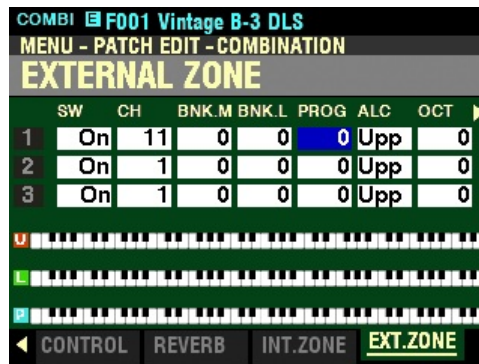 COMBI E F001 Vintage B-3 DLS
MENU - PATCH EDIT - COMBINATION
EXTERNAL ZONE
SW CH BNK.M BNK.L PROG ALC OCT
1 On 11 0 0 0 Upp 0
2 On 1 0 0 0 Upp 0
3 On 1 0 0 0 Upp 0
U
L
P
CONTROL REVERB INT.ZONE EXT.ZONE